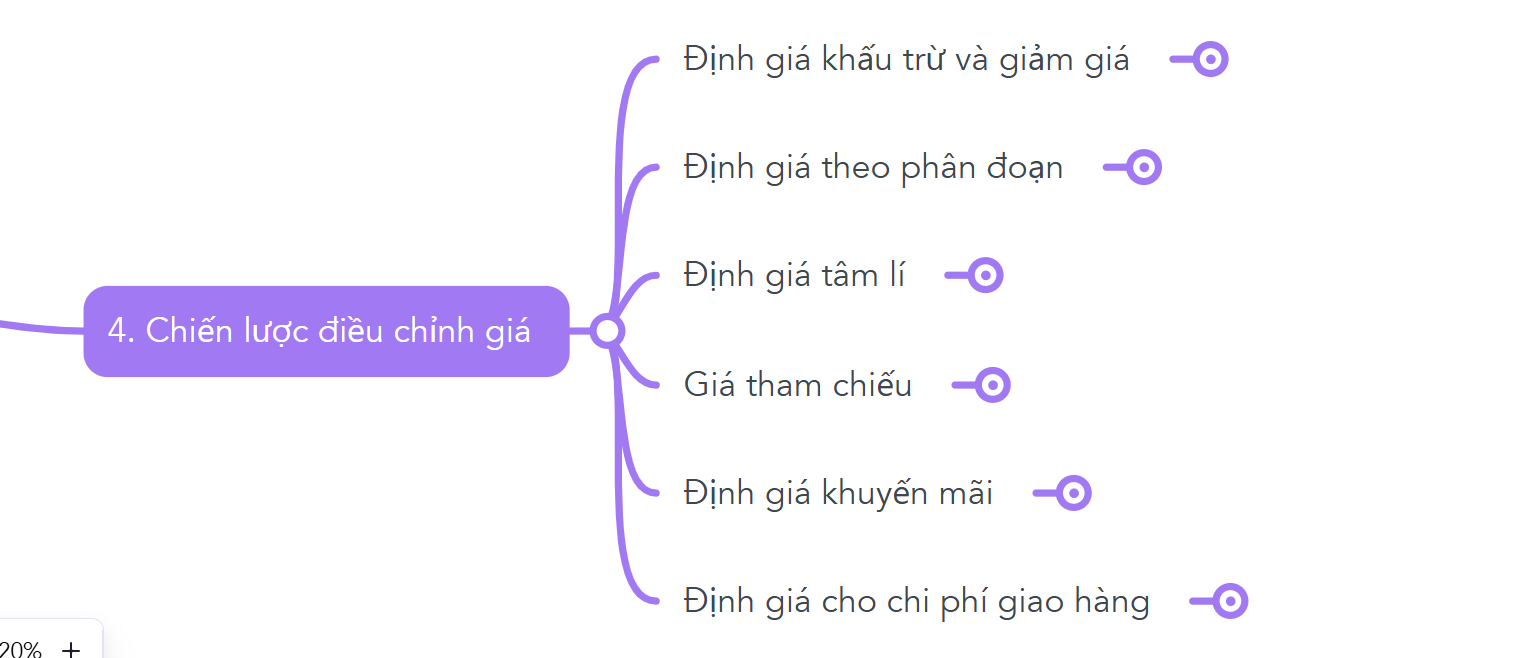 Định giá khấu trừ và giảm giá
Định giá theo phân đoạn
Định giá tâm lí
4. Chiến lược điều chỉnh giá
Giá tham chiếu
Định giá khuyến mãi
Định giá cho chi phí giao hàng
20% +